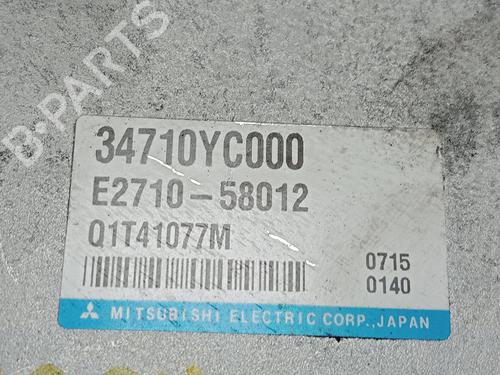 B-PARTS
34710YC000
E2710-58012
Q1T41077M
0715
0140
MITSUBISHI ELECTRIC CORP., JAPAN